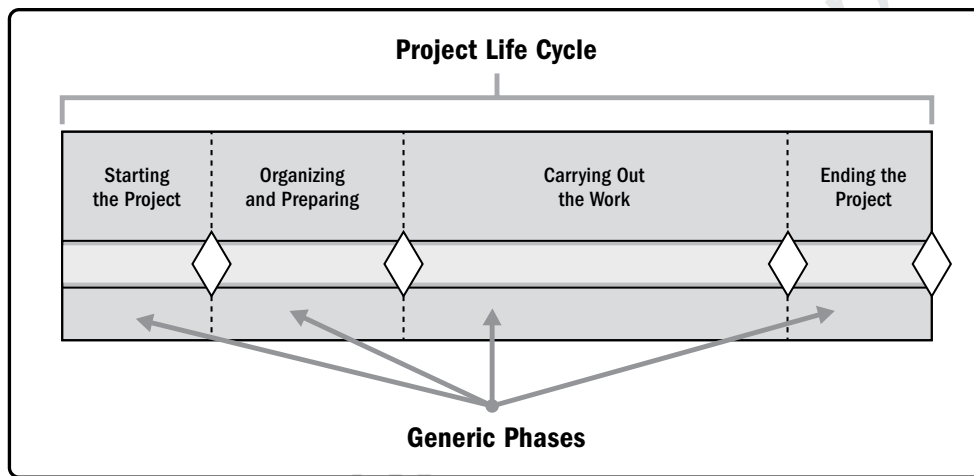 Project Life Cycle
Starting
the Project
Organizing
and Preparing
Carrying Out
the Work
Ending the
Project
Generic Phases